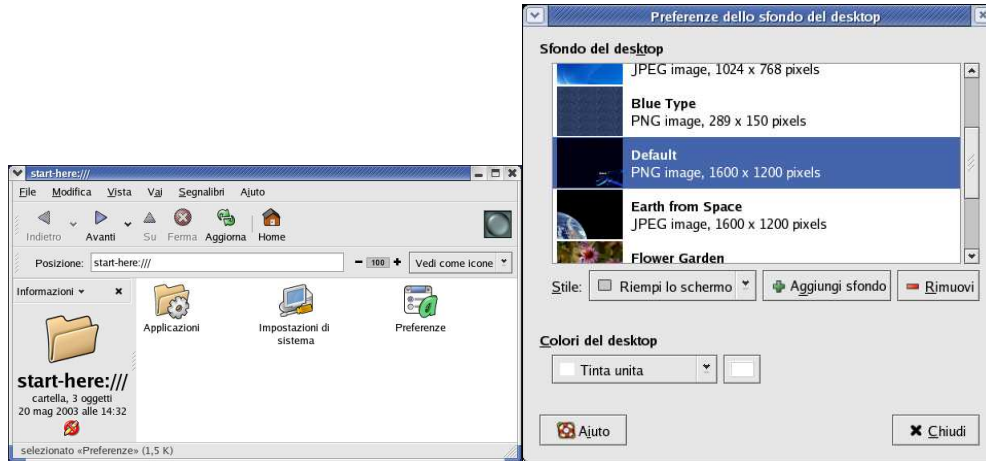 start-here:///
File Modifica Vista Vai Segnalibri Aiuto
Indietro Avanti Su Ferma Aggiorna Home
Posizione: start-here:/// 100 Vedi come icone
Informazioni
start-here:///
cartella, 3 oggetti
20 mag 2003 alle 14:32
Applicazioni
Impostazioni di
sistema
Preferenze
selezionato «Preferenze» (1,5 K)
Preferenze dello sfondo del desktop
Sfondo del desktop
JPEG image, 1024 x 768 pixels
Blue Type
PNG image, 289 x 150 pixels
Default
PNG image, 1600 x 1200 pixels
Earth from Space
JPEG image, 1600 x 1200 pixels
Flower Garden
Stile: Riempi lo schermo Aggiungi sfondo Rimuovi
Colori del desktop
Tinta unita
Aiuto Chiudi